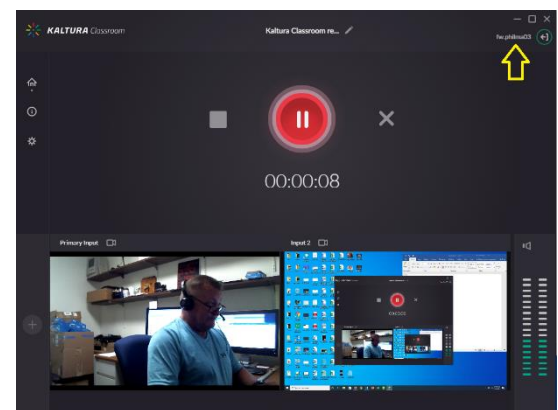 KALTURA Classroom
Kaltura Classroom re...
fw.philma03
00:00:08
Primary Input
Input 2